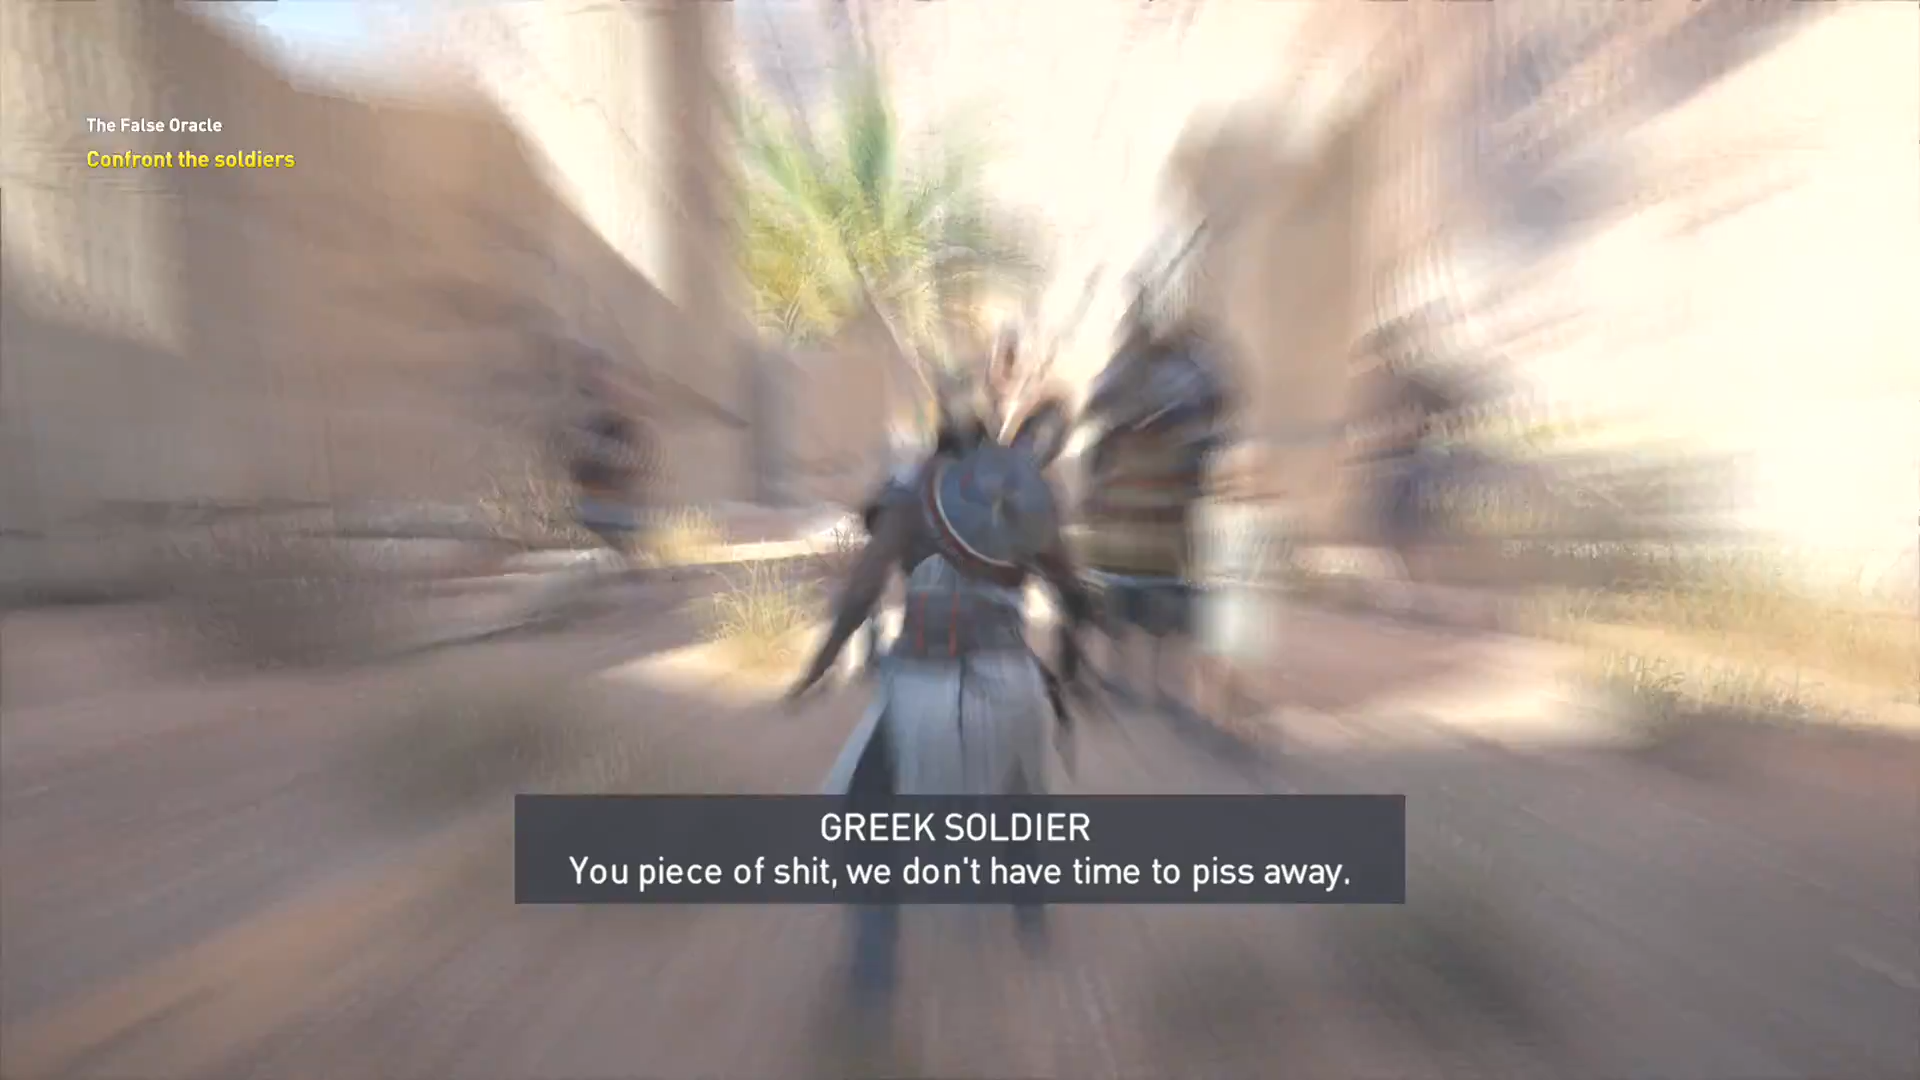 The False Oracle
Confront the soldiers
GREEK SOLDIER
You piece of shit, we don't have time to piss away.